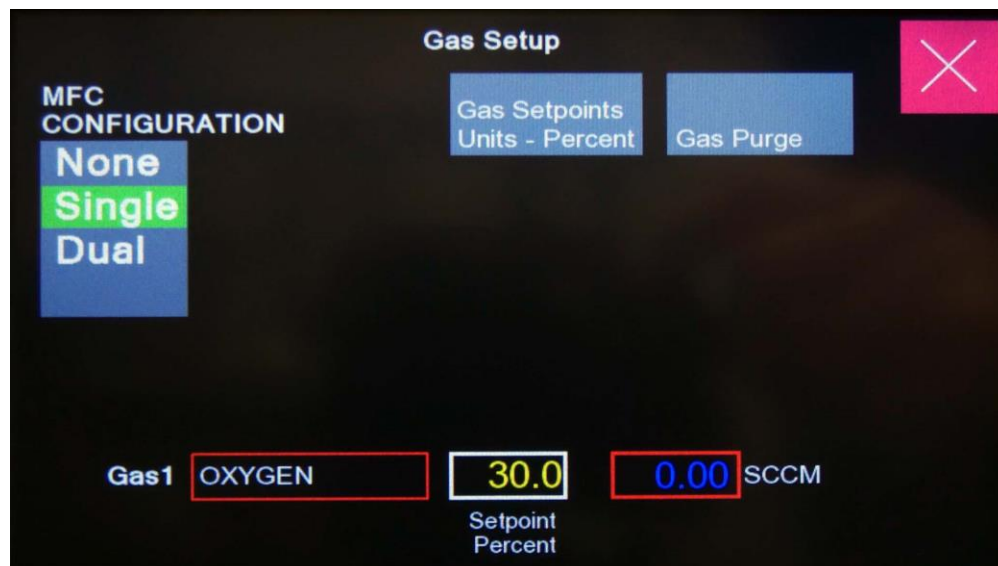 Gas Setup
MFC
CONFIGURATION
None
Single
Dual
Gas Setpoints
Units - Percent
Gas Purge
Gas1
OXYGEN
30.0
0.00
SCCM
Setpoint
Percent